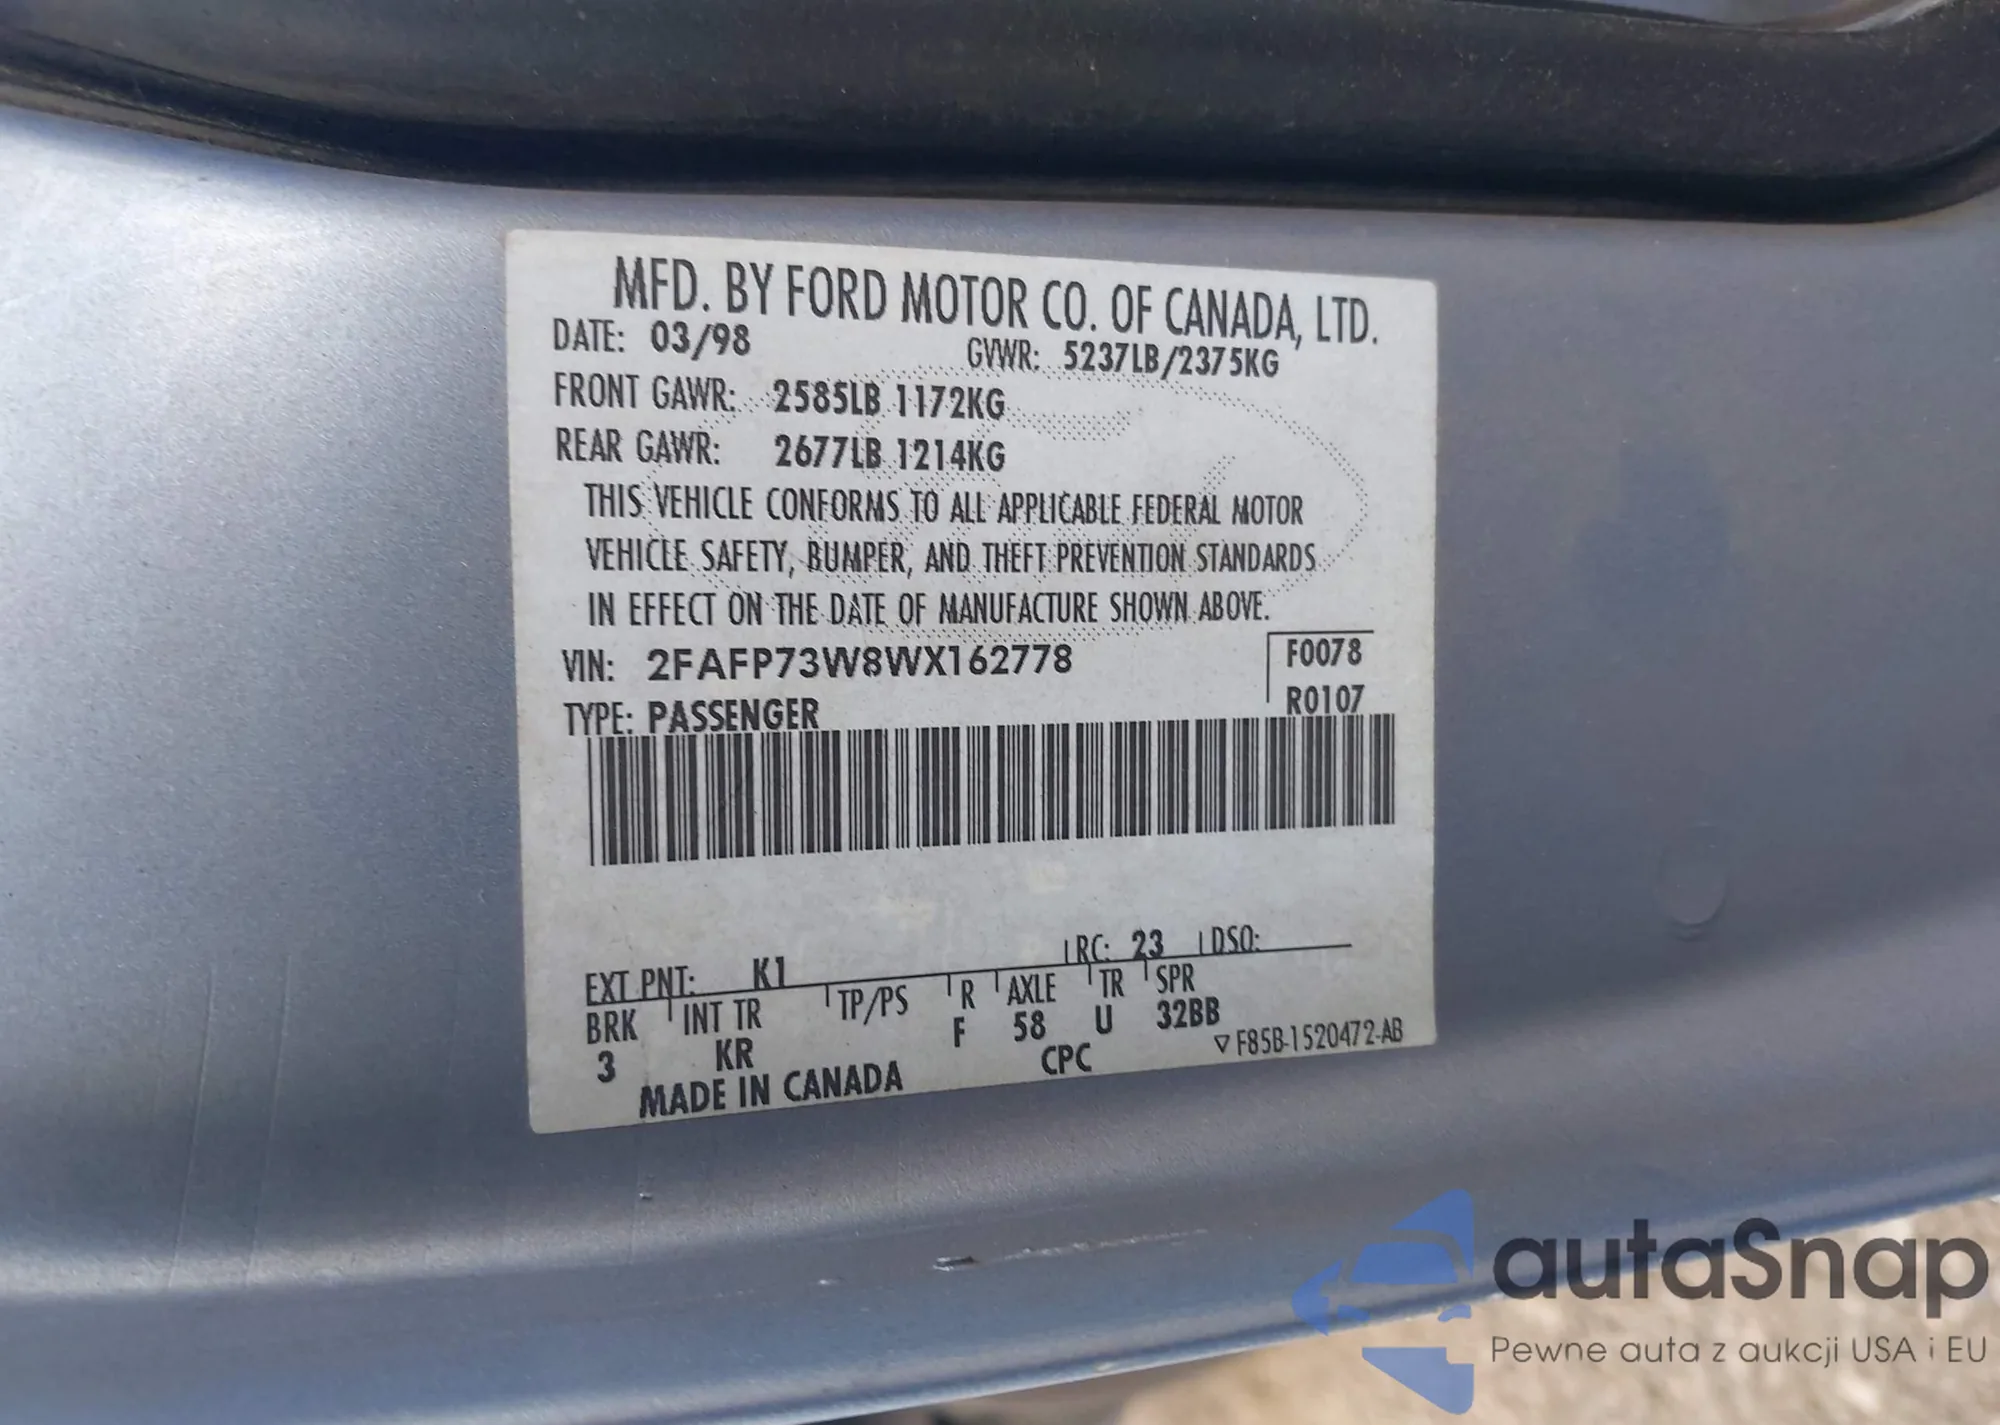 MFD. BY FORD MOTOR CO. OF CANADA, LTD.
DATE: 03/98 GVWR: 5237LB/2375KG
FRONT GAWR: 2585LB 1172KG
REAR GAWR: 2677LB 1214KG
THIS VEHICLE CONFORMS TO ALL APPLICABLE FEDERAL MOTOR
VEHICLE SAFETY, BUMPER, AND THEFT PREVENTION STANDARDS
IN EFFECT ON THE DATE OF MANUFACTURE SHOWN ABOVE.
VIN: 2FAFP73W8WX162778 F0078
TYPE: PASSENGER R0107
EXT PNT: K1 RC: 23 DSO:
BRK INT TR TP/PS R AXLE TR SPR
3 KR F 58 U 32BB
MADE IN CANADA CPC ▽ F85B-1520472-AB
autaSnap
Pewne auta z aukcji USA i EU